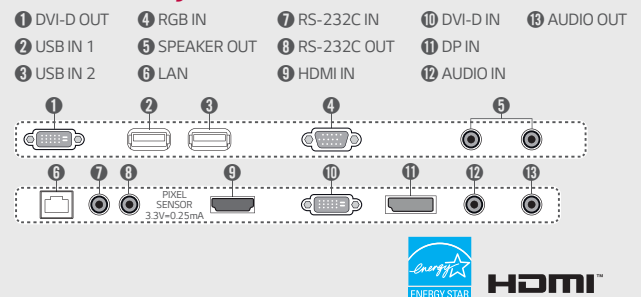 ❶ DVI-D OUT ❹ RGB IN ❼ RS-232C IN ❿ DVI-D IN ⓭ AUDIO OUT
❷ USB IN 1 ❺ SPEAKER OUT ❽ RS-232C OUT ⓫ DP IN
❸ USB IN 2 ❻ LAN ❾ HDMI IN ⓬ AUDIO IN
❶ ❷ ❸ ❹ ❺
❻ ❼ ❽ ❾ ❿ ⓫ ⓬ ⓭
PIXEL
SENSOR
3.3V=0.25mA
energy
ENERGY STAR
HDMI™